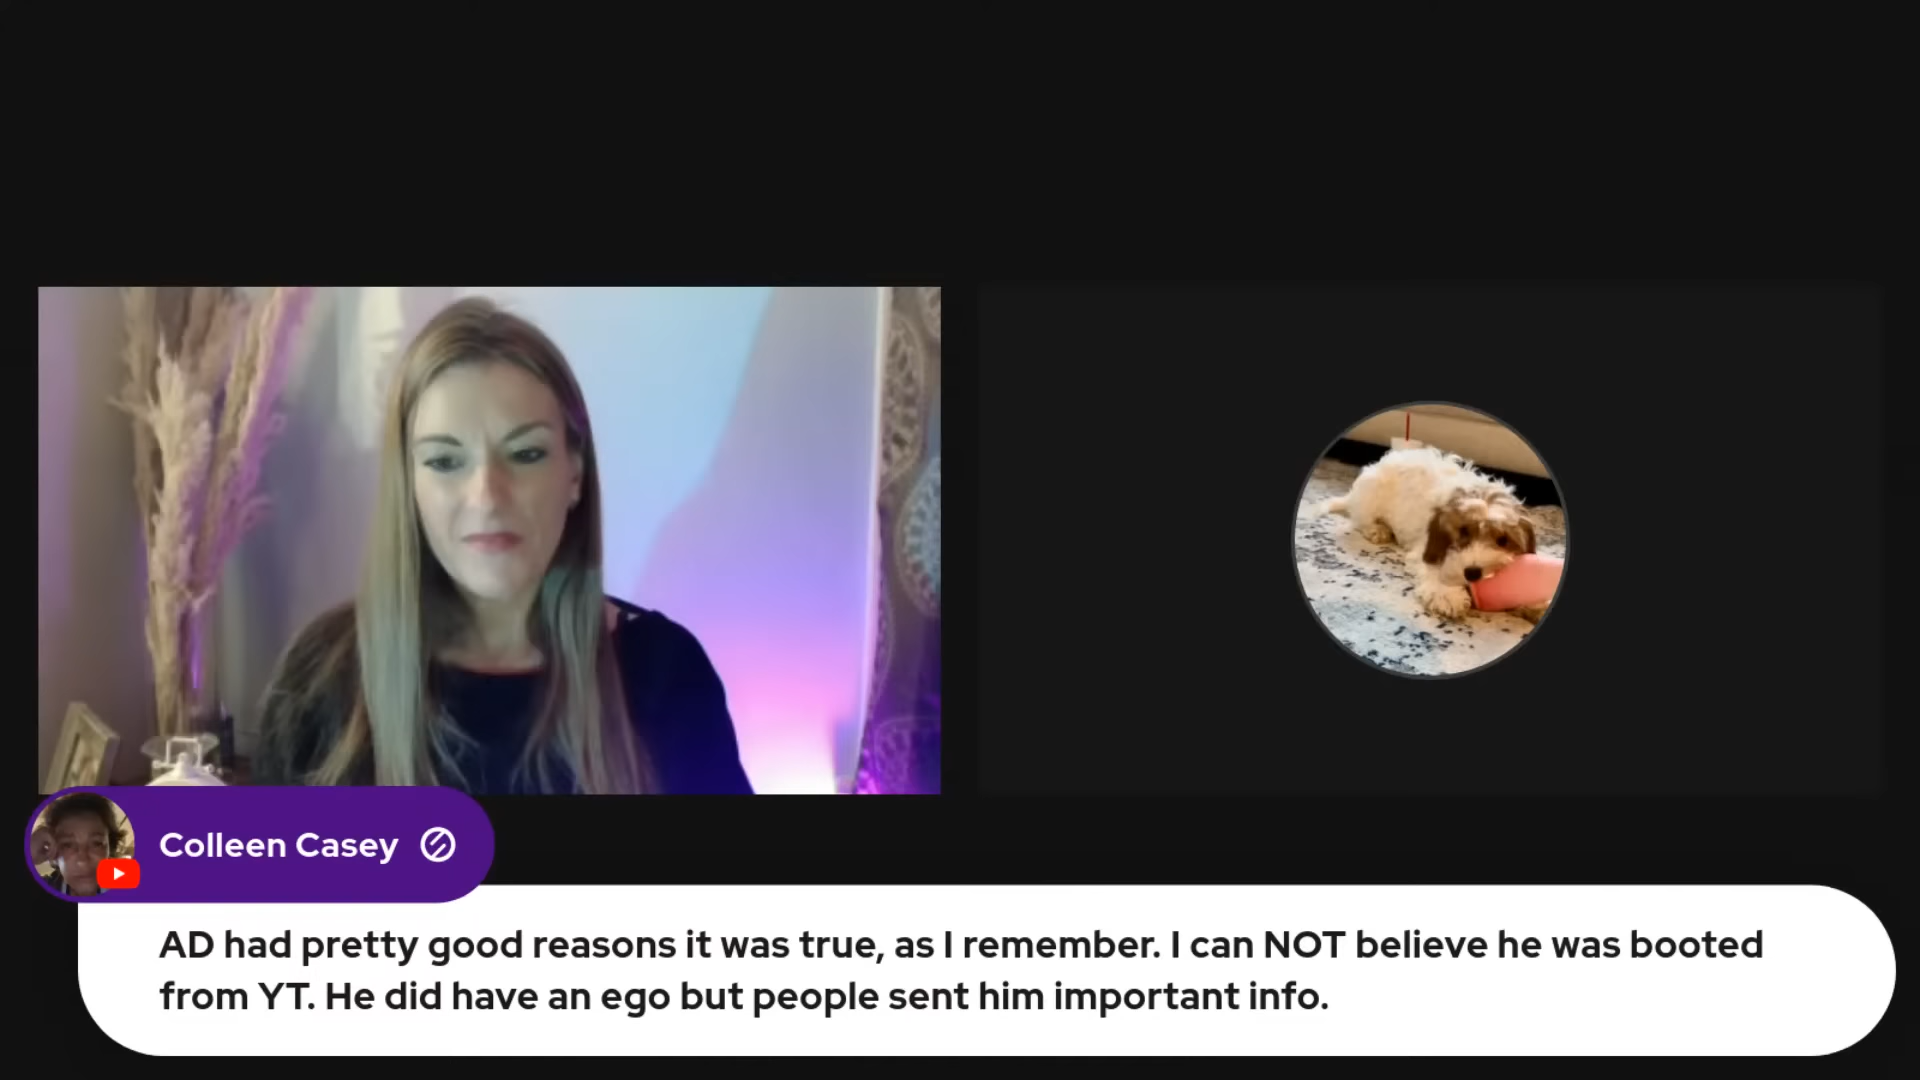 Colleen Casey
AD had pretty good reasons it was true, as I remember. I can NOT believe he was booted
from YT. He did have an ego but people sent him important info.